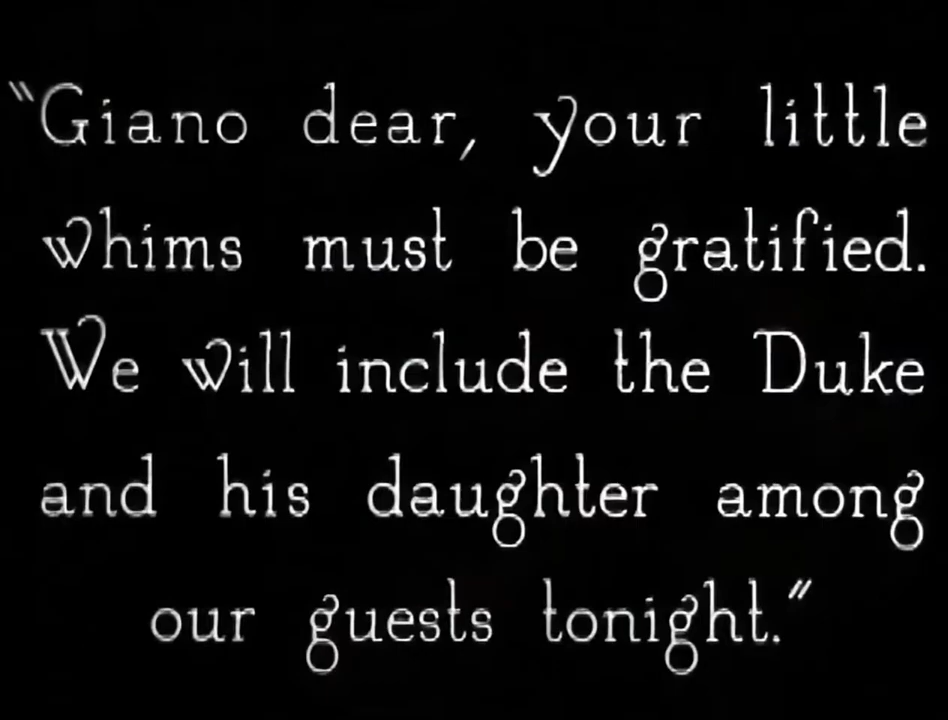 "Giano dear, your little
whims must be gratified.
We will include the Duke
and his daughter among
our guests tonight."